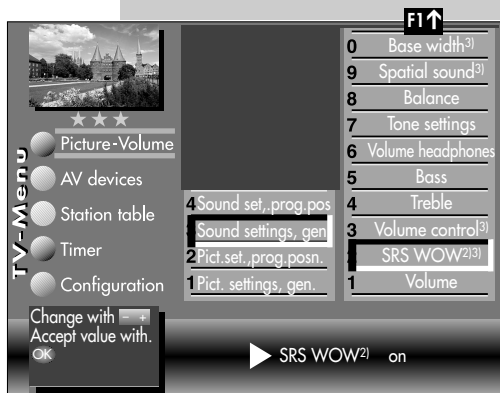 F1↑
0 Base width3)
9 Spatial sound3)
8 Balance
7 Tone settings
6 Volume headphones
5 Bass
4 Treble
3 Volume control3)
SRS WOW2)3)
1 Volume
TV-Menu
Picture-Volume
AV devices
Station table
Timer
Configuration
4 Sound set,.prog.pos
Sound settings, gen
2 Pict.set.,prog.posn.
1 Pict. settings, gen.
Change with - +
Accept value with.
OK
SRS WOW2) on